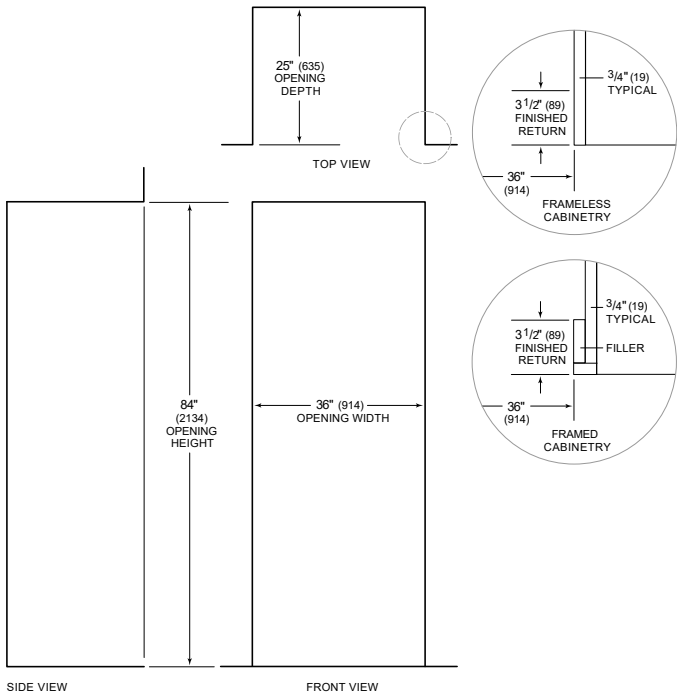 25" (635)
OPENING
DEPTH
TOP VIEW
3/4" (19)
TYPICAL
3 1/2" (89)
FINISHED
RETURN
36"
(914)
FRAMELESS
CABINETRY
3/4" (19)
TYPICAL
3 1/2" (89)
FINISHED
RETURN
FILLER
36"
(914)
FRAMED
CABINETRY
84"
(2134)
OPENING
HEIGHT
36" (914)
OPENING WIDTH
SIDE VIEW
FRONT VIEW